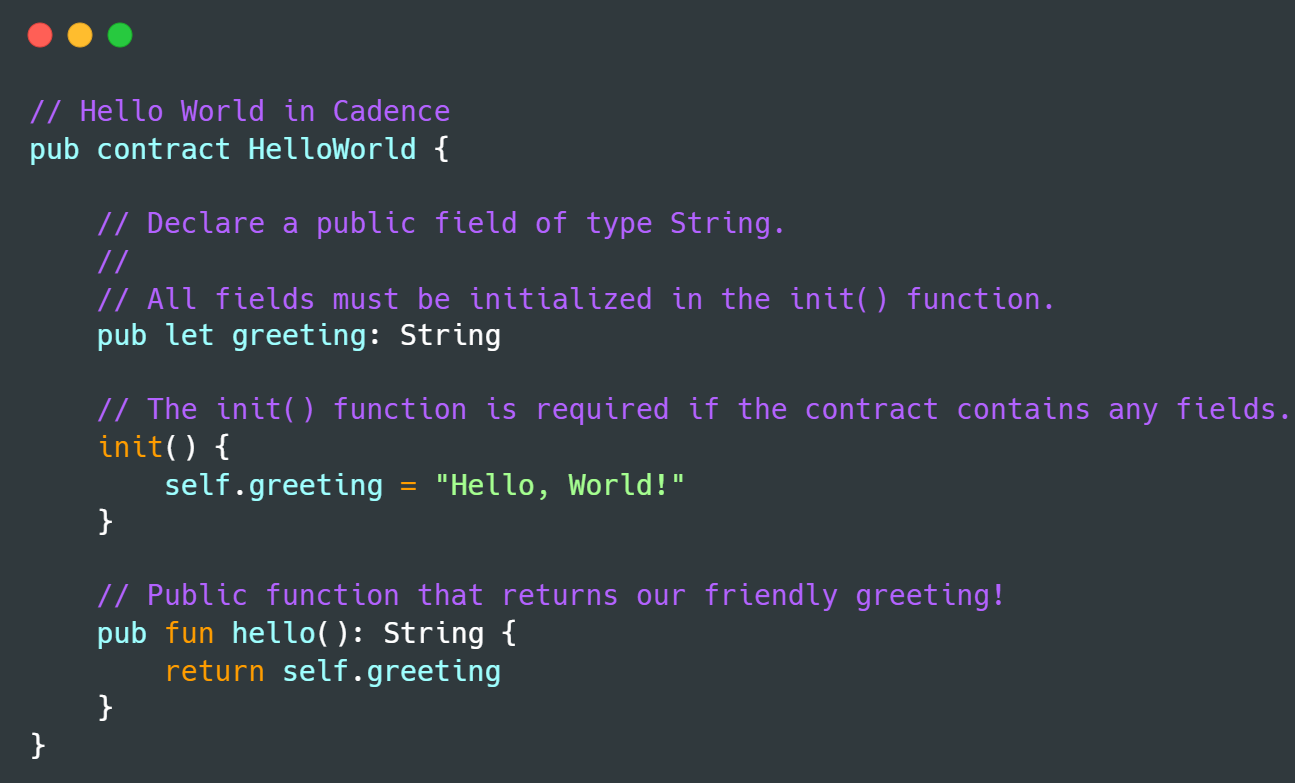 // Hello World in Cadence
pub contract HelloWorld {
    // Declare a public field of type String.
    //
    // All fields must be initialized in the init() function.
    pub let greeting: String
    // The init() function is required if the contract contains any fields.
    init() {
        self.greeting = "Hello, World!"
    }
    // Public function that returns our friendly greeting!
    pub fun hello(): String {
        return self.greeting
    }
}